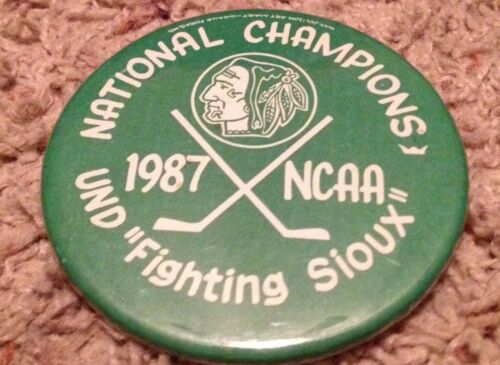 NATIONAL CHAMPIONS
1987 NCAA
UND "Fighting Sioux"